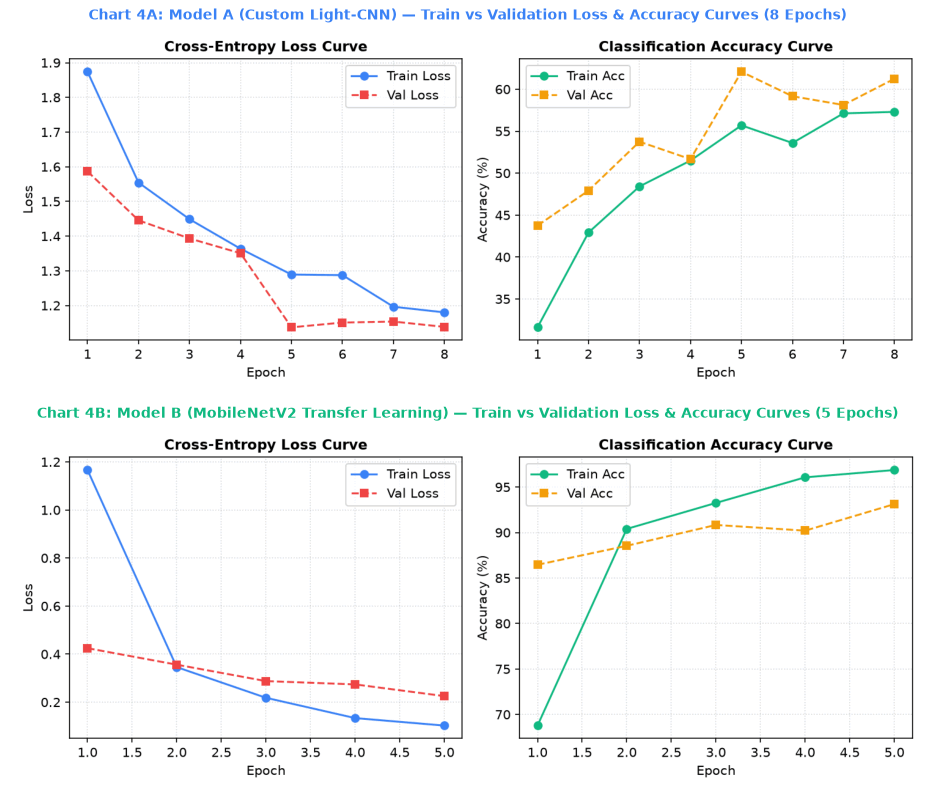 Chart 4A: Model A (Custom Light-CNN) — Train vs Validation Loss & Accuracy Curves (8 Epochs)
Cross-Entropy Loss Curve
Train Loss
Val Loss
1.9
1.8
1.7
1.6
1.5
1.4
1.3
1.2
Loss
1 2 3 4 5 6 7 8
Epoch
Classification Accuracy Curve
Train Acc
Val Acc
60
55
50
45
40
35
Accuracy (%)
1 2 3 4 5 6 7 8
Epoch
Chart 4B: Model B (MobileNetV2 Transfer Learning) — Train vs Validation Loss & Accuracy Curves (5 Epochs)
Cross-Entropy Loss Curve
Train Loss
Val Loss
1.2
1.0
0.8
0.6
0.4
0.2
Loss
1.0 1.5 2.0 2.5 3.0 3.5 4.0 4.5 5.0
Epoch
Classification Accuracy Curve
Train Acc
Val Acc
95
90
85
80
75
70
Accuracy (%)
1.0 1.5 2.0 2.5 3.0 3.5 4.0 4.5 5.0
Epoch